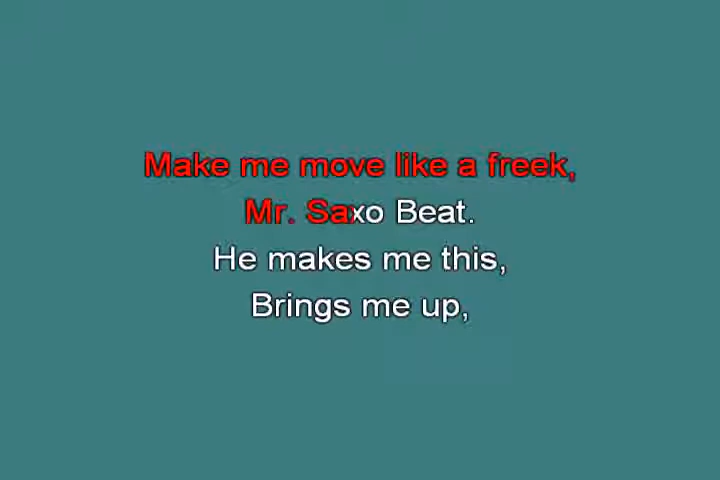 Make me move like a freek,
Mr. Saxo Beat.
He makes me this,
Brings me up,